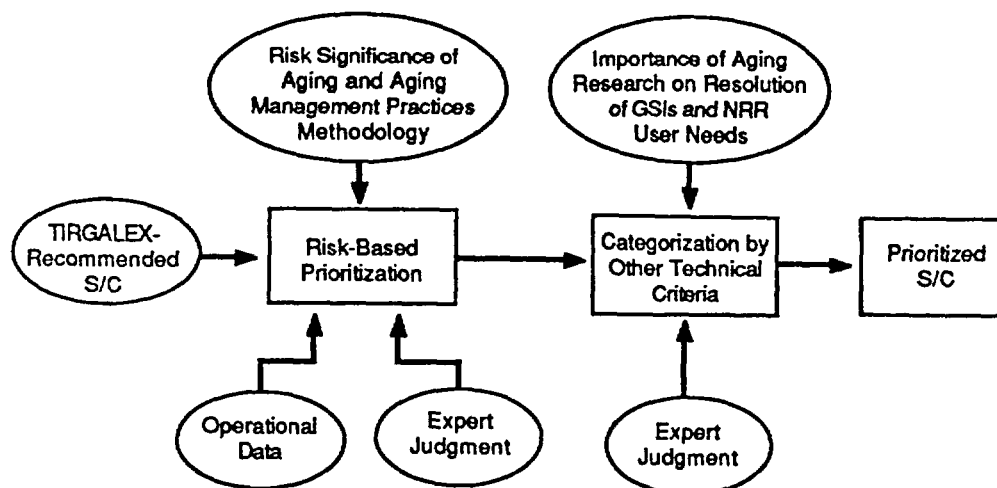 Risk Significance of
Aging and Aging
Management Practices
Methodology
Importance of Aging
Research on Resolution
of GSIs and NRR
User Needs
TIRGALEX-
Recommended
S/C
Risk-Based
Prioritization
Categorization by
Other Technical
Criteria
Prioritized
S/C
Operational
Data
Expert
Judgment
Expert
Judgment